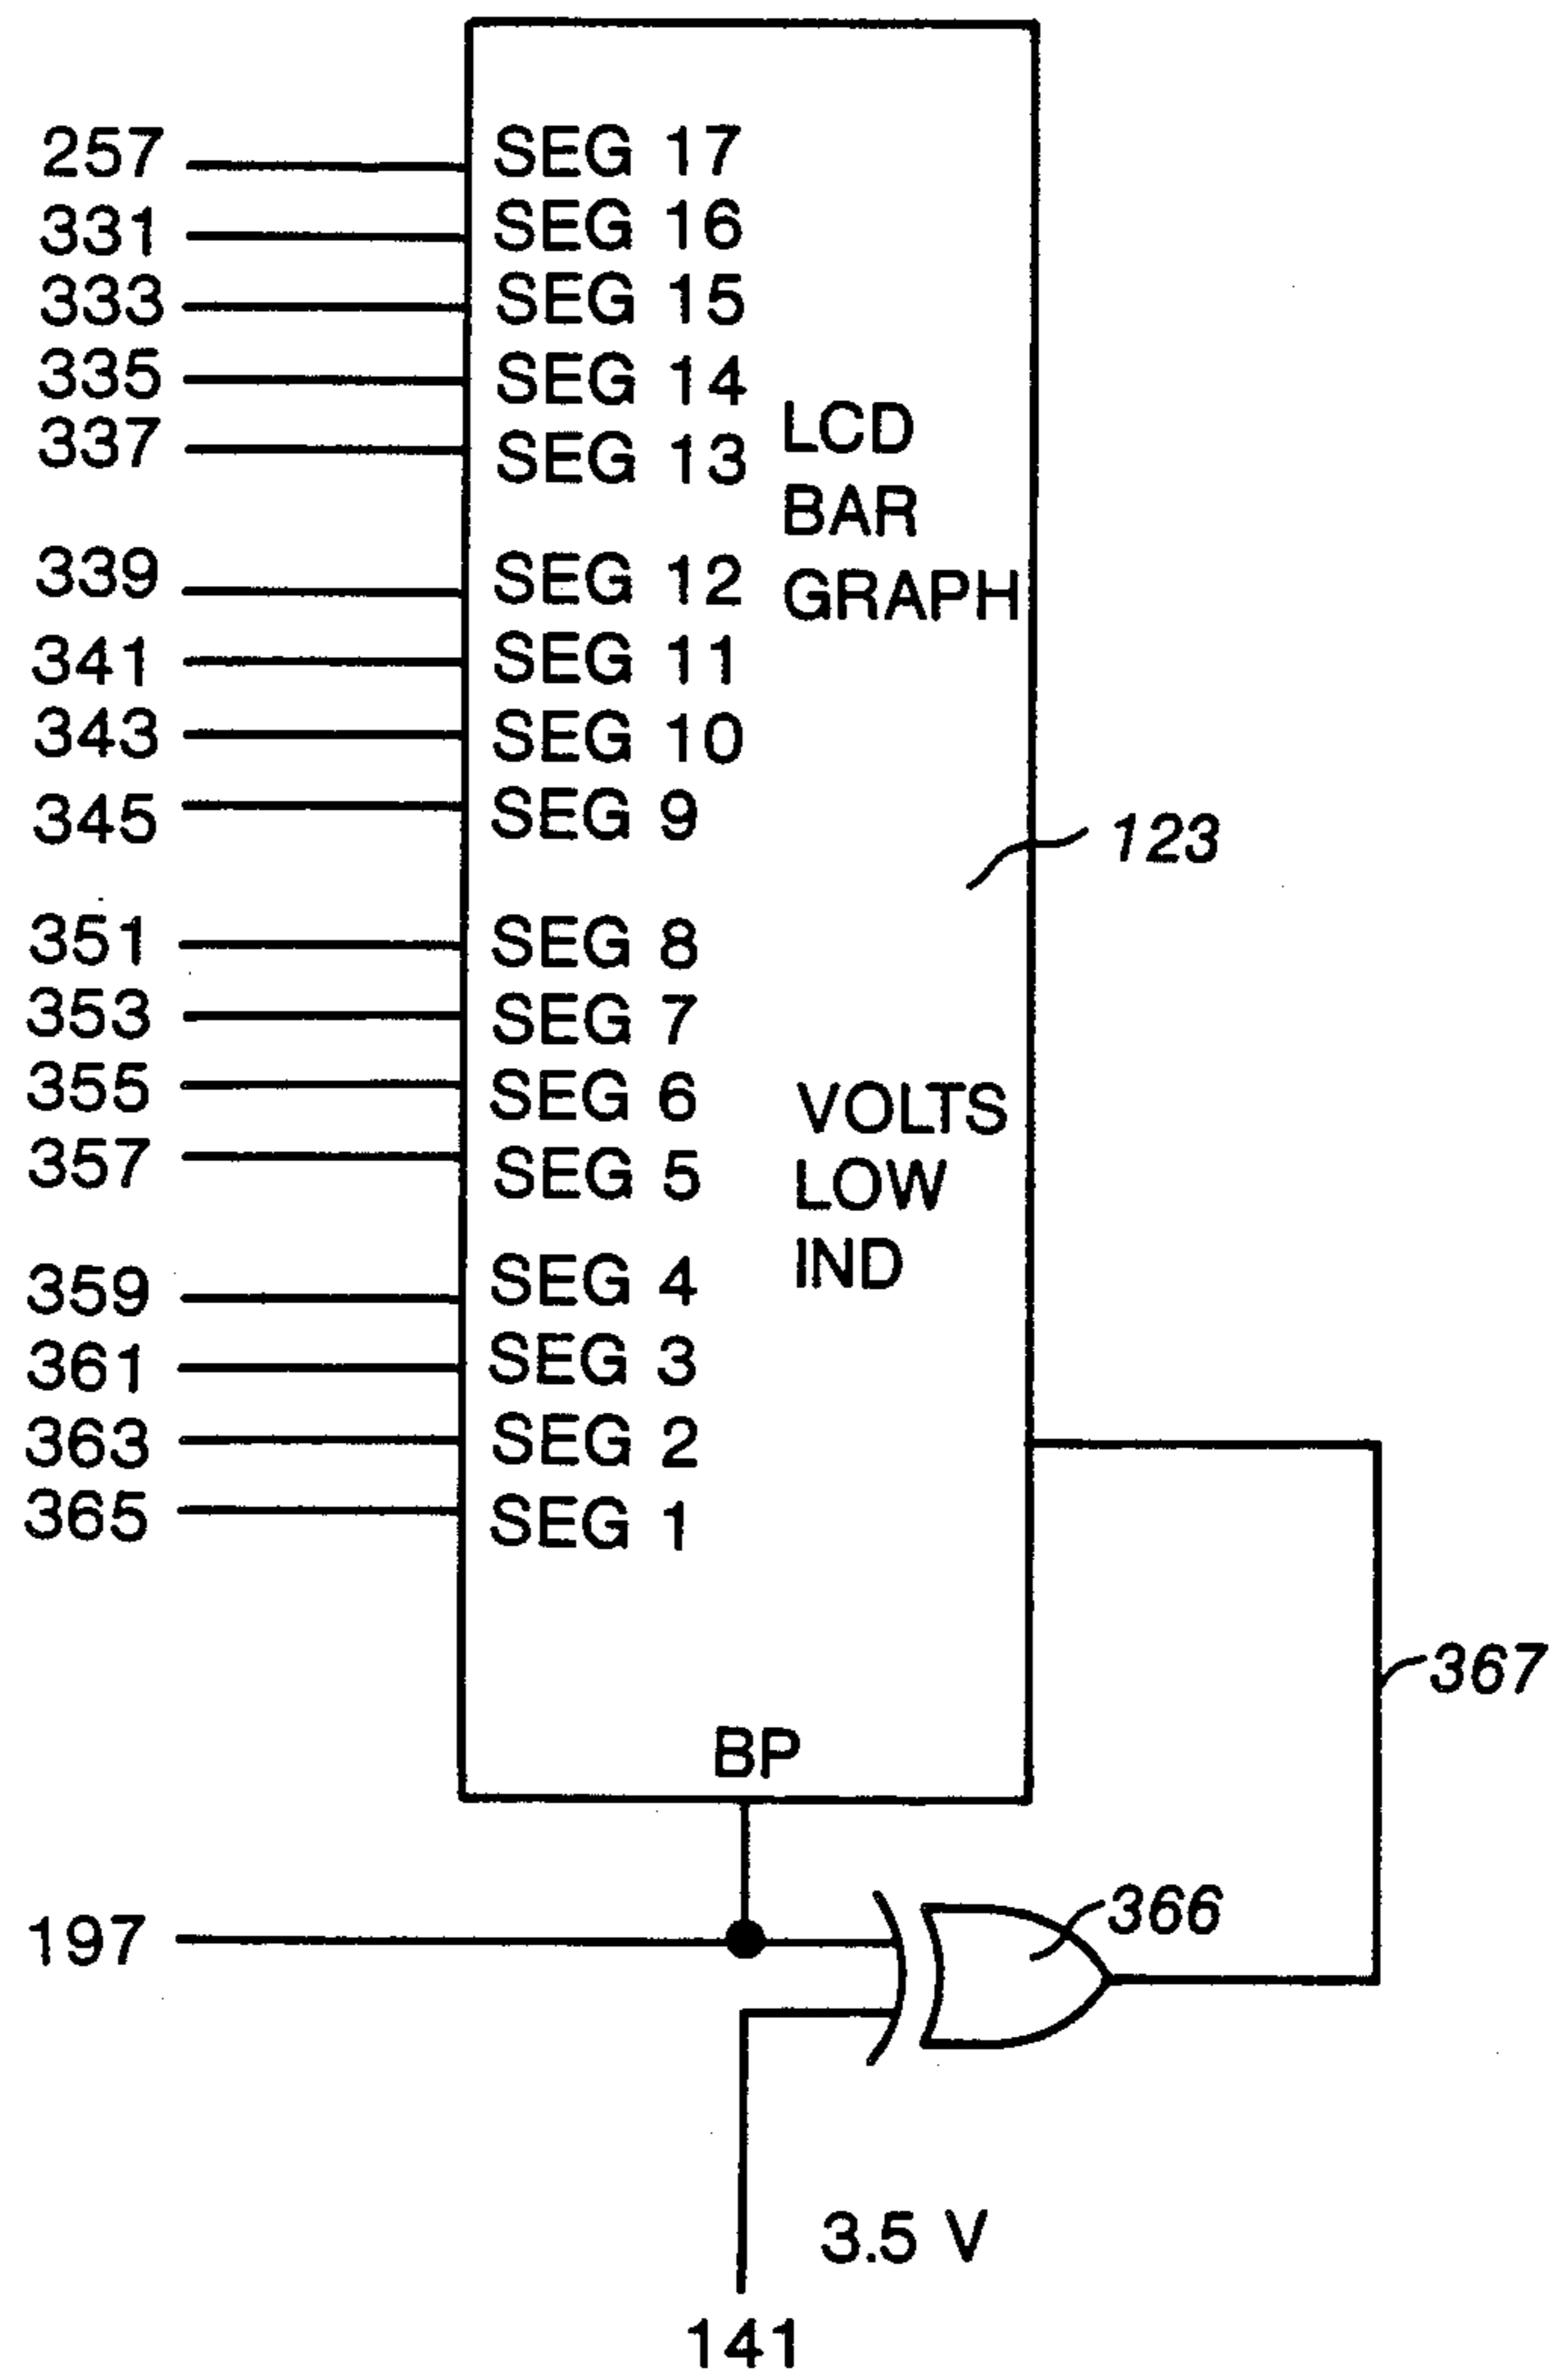 257 SEG 17
331 SEG 16
333 SEG 15
335 SEG 14
337 SEG 13
LCD
BAR
GRAPH
339 SEG 12
341 SEG 11
343 SEG 10
345 SEG 9
123
351 SEG 8
353 SEG 7
355 SEG 6
357 SEG 5
VOLTS
LOW
IND
359 SEG 4
361 SEG 3
363 SEG 2
365 SEG 1
367
BP
197
366
3.5 V
141